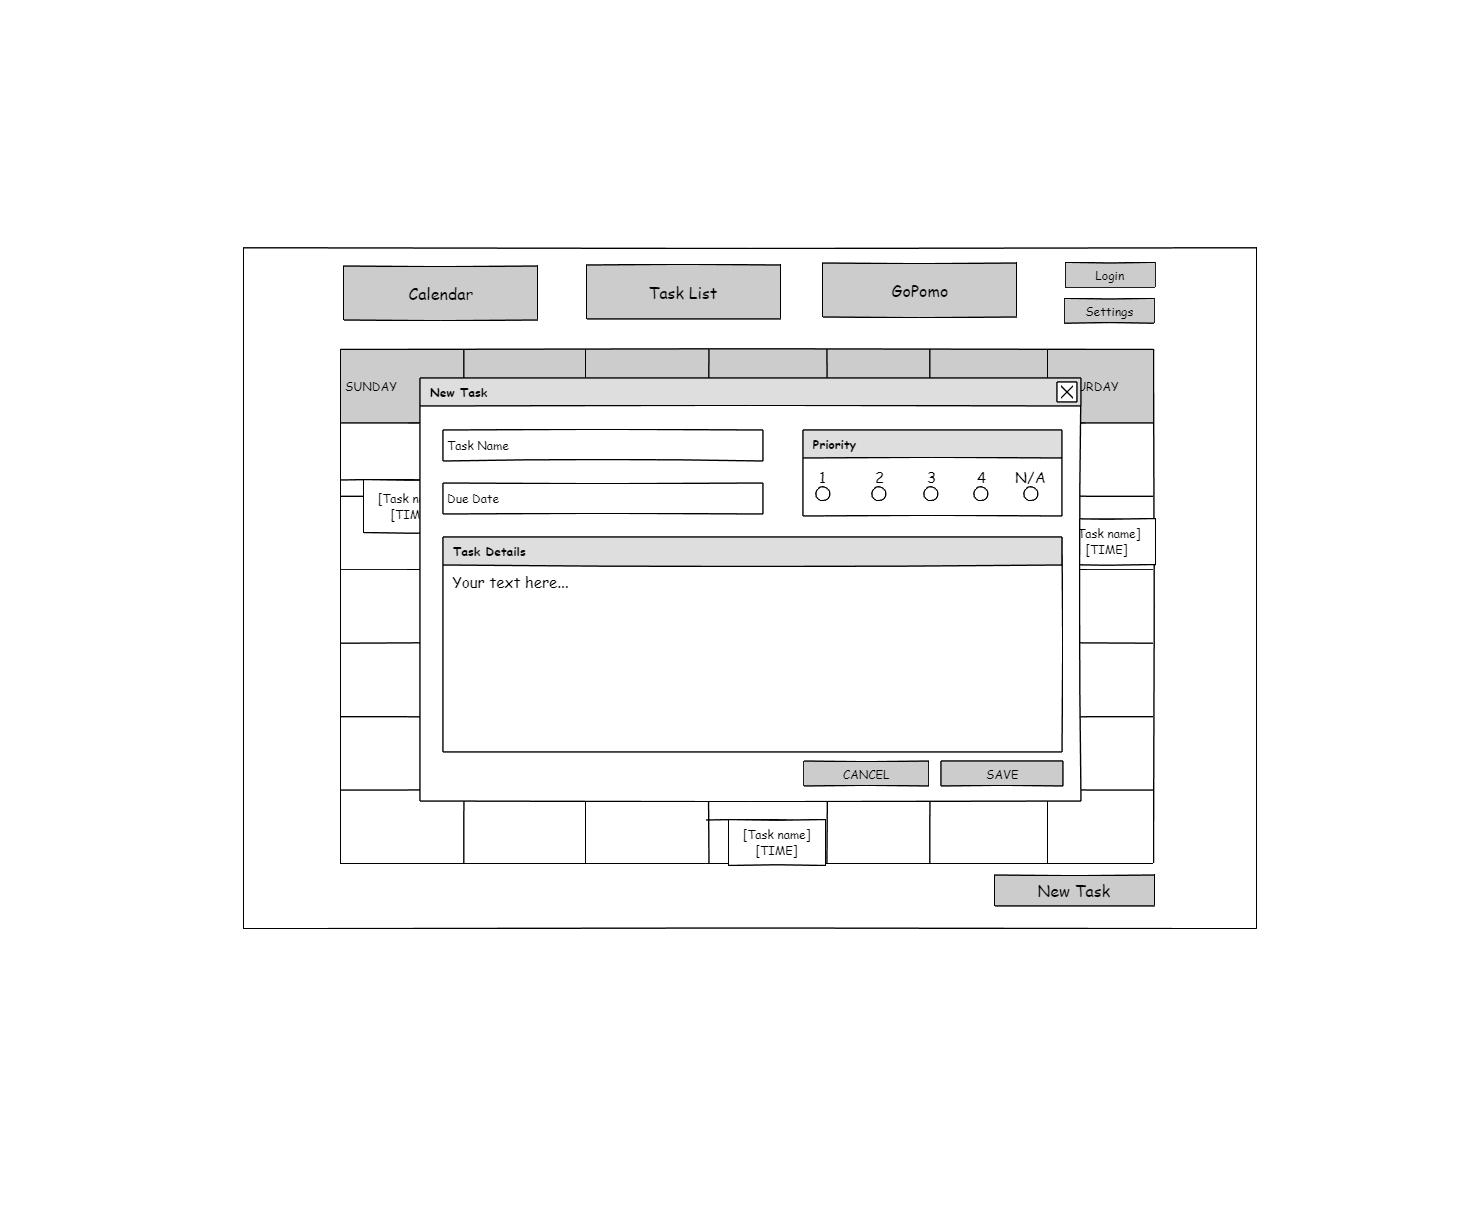 Calendar
Task List
GoPomo
Login
Settings
SUNDAY
URDAY
New Task
Task Name
Due Date
Priority
1 2 3 4 N/A
[Task n
[TIM
Task name]
[TIME]
Task Details
Your text here...
CANCEL
SAVE
[Task name]
[TIME]
New Task